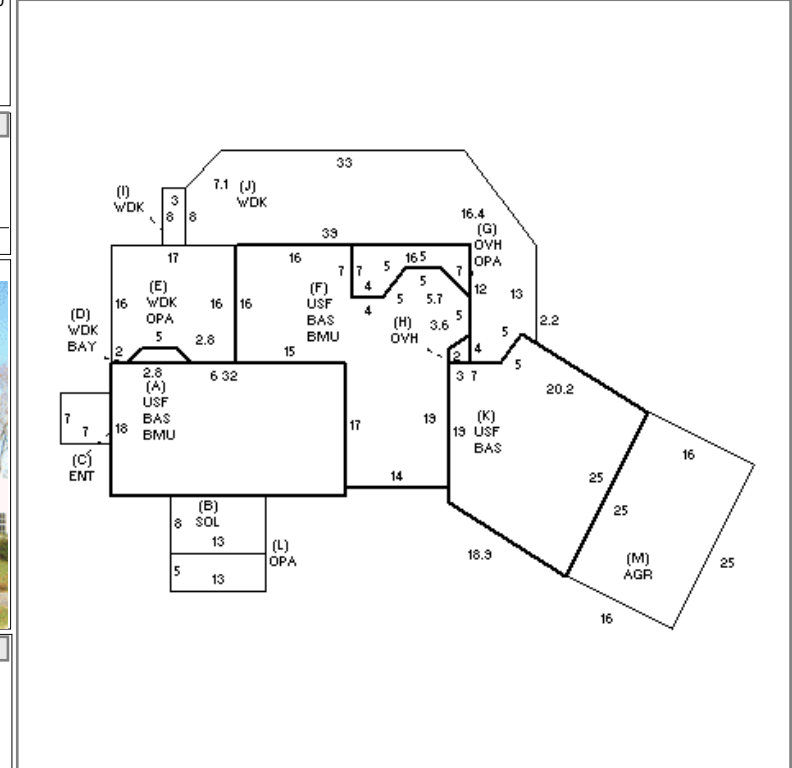 33
7.1 (J)
WDK
(I)
WDK
3
8 8
16.4
(G)
OVH
OPA
39
17
16
16 5
7 7
5
7
4
5
5
5.7
4
12
13
(E)
WDK
OPA
16
16
16
(F)
USF
BAS
BMU
(D)
WDK
BAY
5
2.8
2
(H)
OVH
3.6
5
2
4
5
2.2
5
15
2.8
6 32
3 7
20.2
(A)
USF
BAS
BMU
7
7
18
(C)
ENT
17
19
19
(K)
USF
BAS
14
25
25
16
(M)
AGR
25
16
18.9
(B)
SOL
8
13
(L)
OPA
5
13